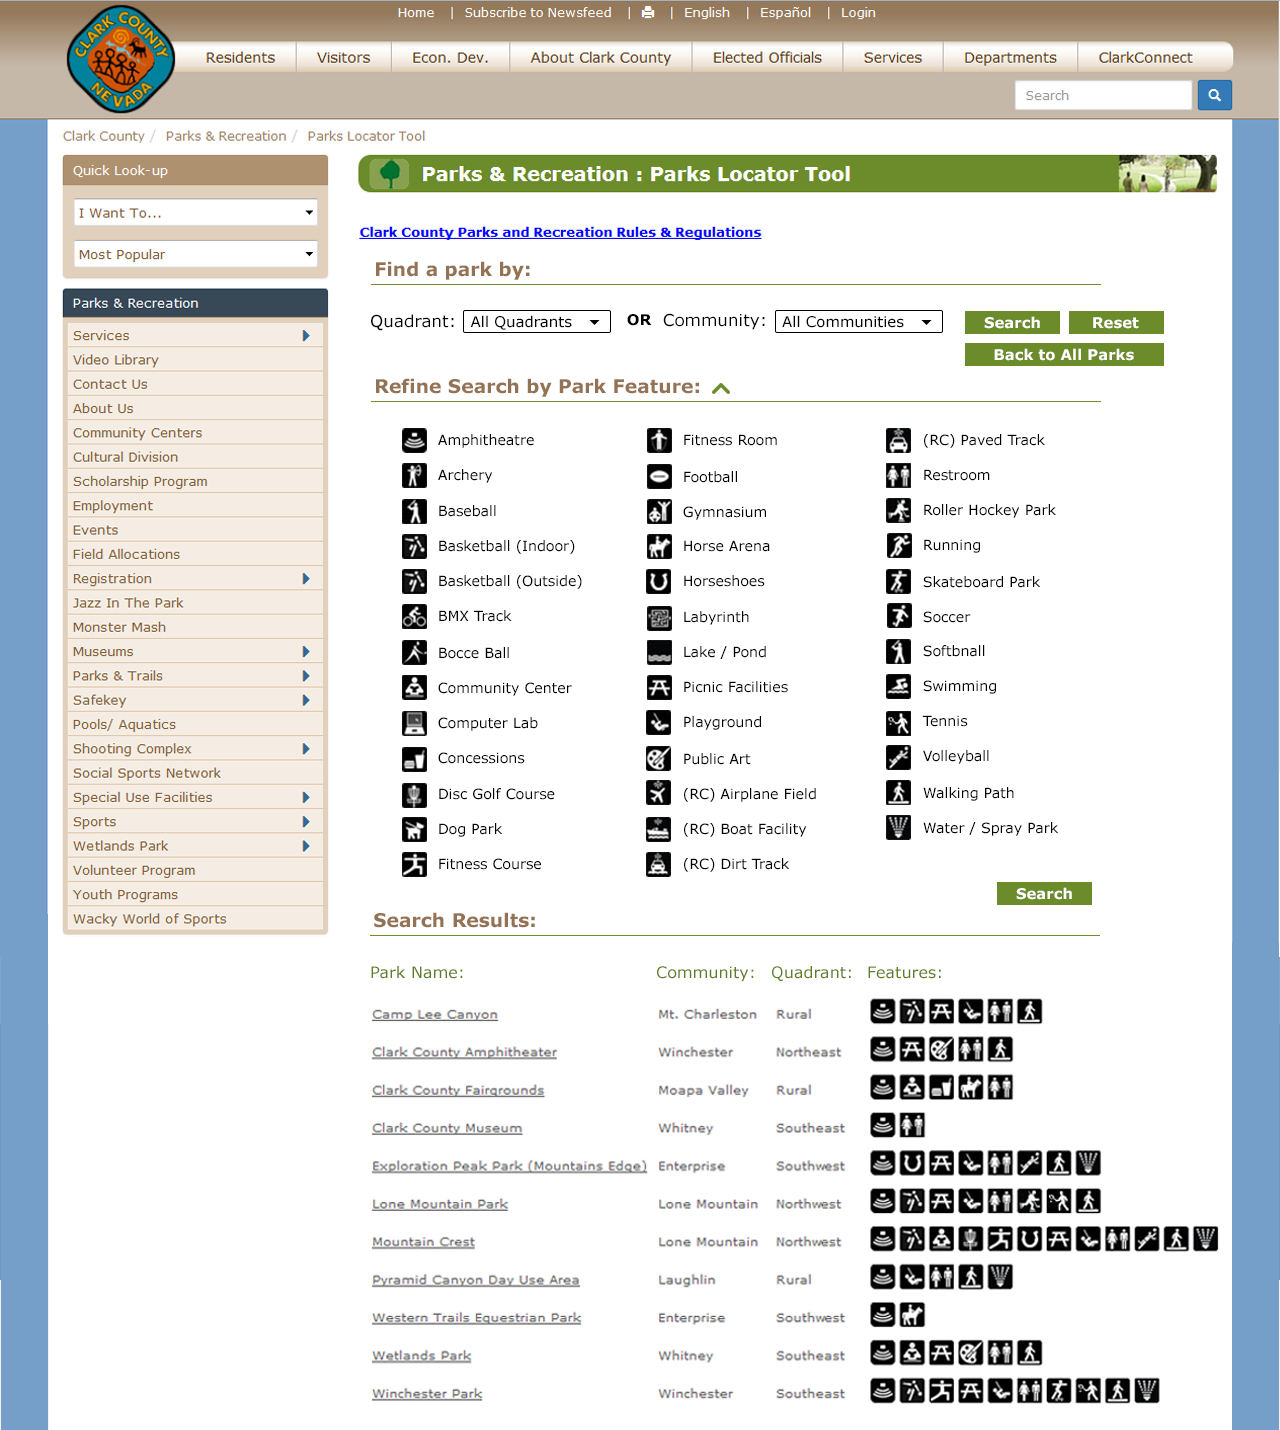 Home | Subscribe to Newsfeed | | English | Español | Login
CLARK COUNTY
NEVADA
Residents Visitors Econ. Dev. About Clark County Elected Officials Services Departments ClarkConnect
Search
Clark County / Parks & Recreation / Parks Locator Tool
Quick Look-up
I Want To...
Most Popular
Parks & Recreation
Services
Video Library
Contact Us
About Us
Community Centers
Cultural Division
Scholarship Program
Employment
Events
Field Allocations
Registration
Jazz In The Park
Monster Mash
Museums
Parks & Trails
Safekey
Pools/ Aquatics
Shooting Complex
Social Sports Network
Special Use Facilities
Sports
Wetlands Park
Volunteer Program
Youth Programs
Wacky World of Sports
Parks & Recreation : Parks Locator Tool
Clark County Parks and Recreation Rules & Regulations
Find a park by:
Quadrant: All Quadrants OR Community: All Communities Search Reset
Back to All Parks
Refine Search by Park Feature:
Amphitheatre Fitness Room (RC) Paved Track
Archery Football Restroom
Baseball Gymnasium Roller Hockey Park
Basketball (Indoor) Horse Arena Running
Basketball (Outside) Horseshoes Skateboard Park
BMX Track Labyrinth Soccer
Bocce Ball Lake / Pond Softbnall
Community Center Picnic Facilities Swimming
Computer Lab Playground Tennis
Concessions Public Art Volleyball
Disc Golf Course (RC) Airplane Field Walking Path
Dog Park (RC) Boat Facility Water / Spray Park
Fitness Course (RC) Dirt Track
Search
Search Results:
Park Name: Community: Quadrant: Features:
Camp Lee Canyon Mt. Charleston Rural
Clark County Amphitheater Winchester Northeast
Clark County Fairgrounds Moapa Valley Rural
Clark County Museum Whitney Southeast
Exploration Peak Park (Mountains Edge) Enterprise Southwest
Lone Mountain Park Lone Mountain Northwest
Mountain Crest Lone Mountain Northwest
Pyramid Canyon Day Use Area Laughlin Rural
Western Trails Equestrian Park Enterprise Southwest
Wetlands Park Whitney Southeast
Winchester Park Winchester Southeast